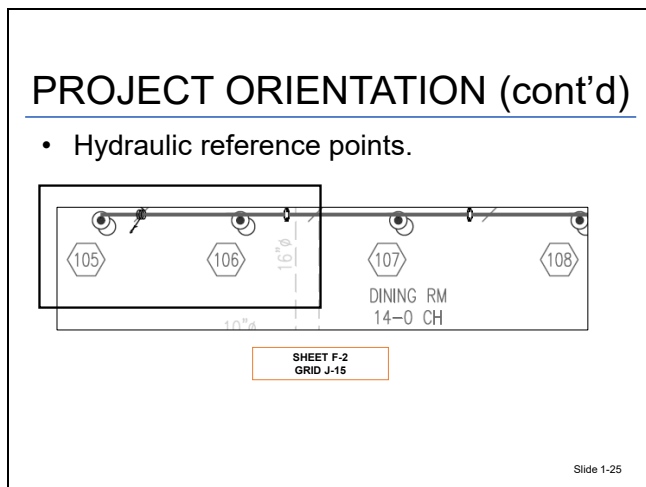 PROJECT ORIENTATION (cont’d)
• Hydraulic reference points.
105 106 16"ø 107 108
DINING RM
14–0 CH
10"ø
SHEET F-2
GRID J-15
Slide 1-25